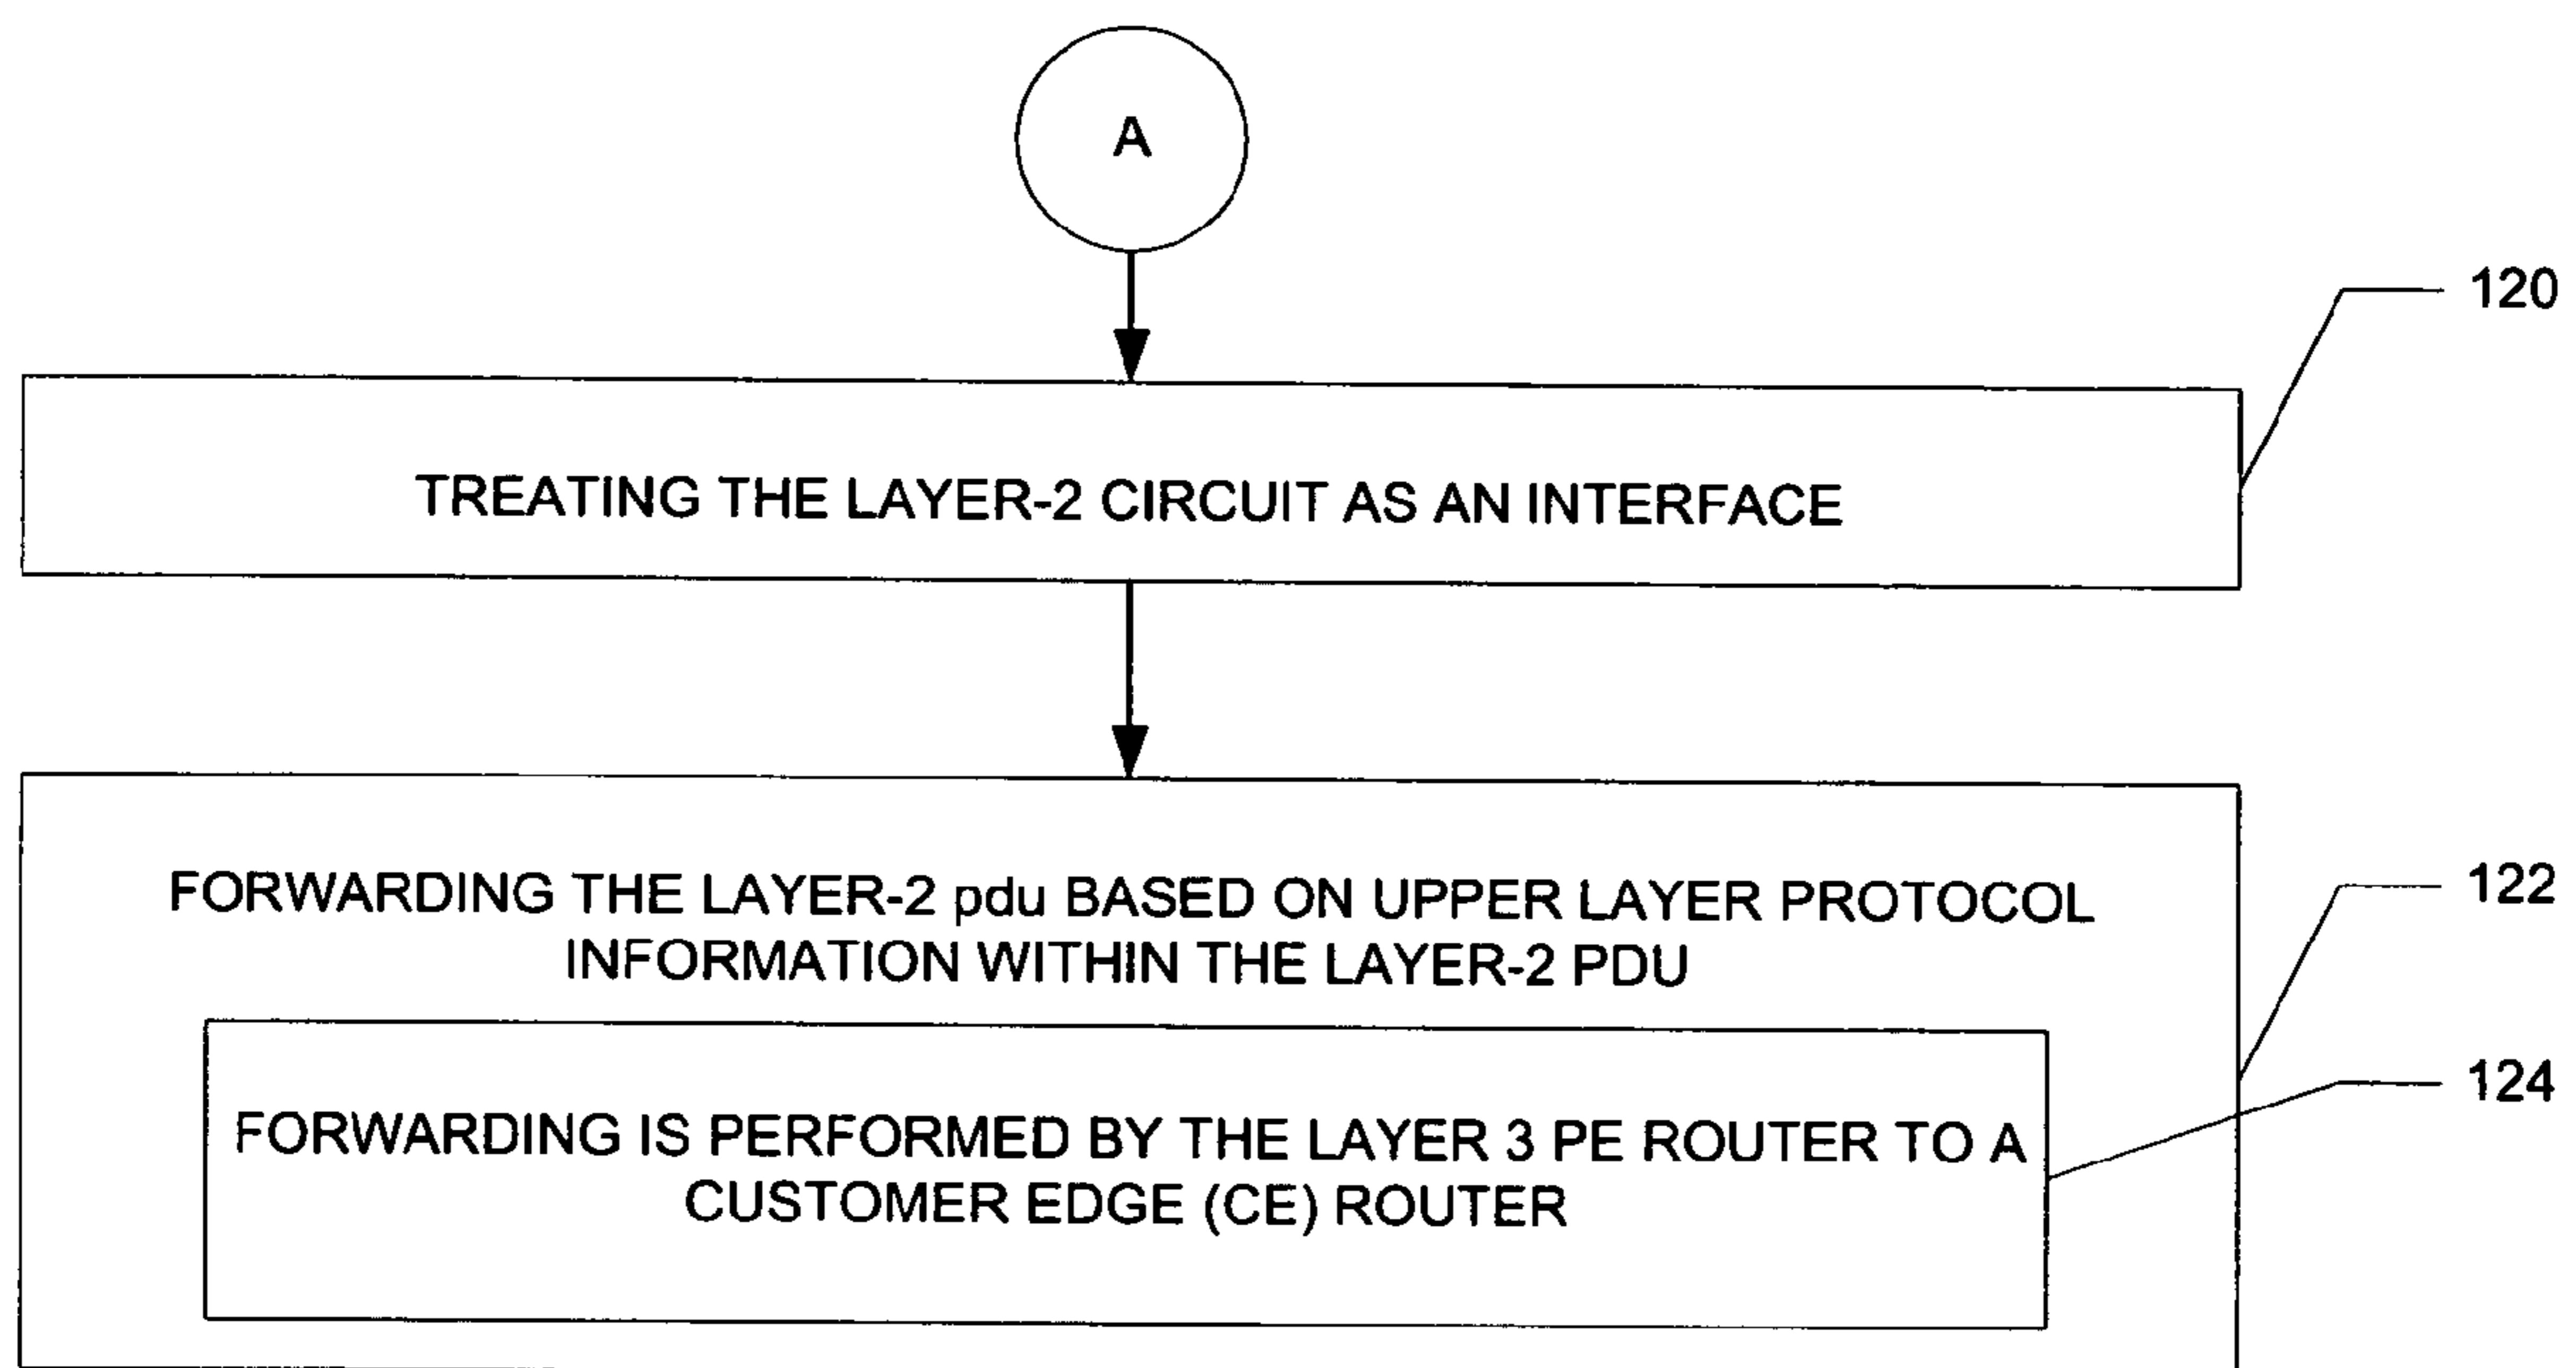 A
120
TREATING THE LAYER-2 CIRCUIT AS AN INTERFACE
FORWARDING THE LAYER-2 pdu BASED ON UPPER LAYER PROTOCOL
INFORMATION WITHIN THE LAYER-2 PDU
122
FORWARDING IS PERFORMED BY THE LAYER 3 PE ROUTER TO A
CUSTOMER EDGE (CE) ROUTER
124